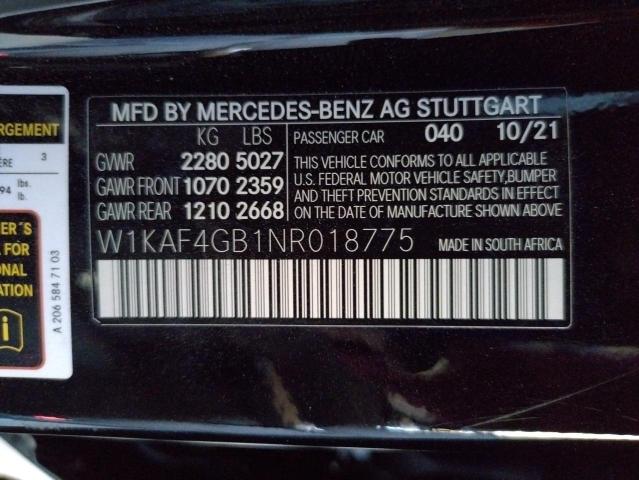 MFD BY MERCEDES-BENZ AG STUTTGART
KG LBS PASSENGER CAR 040 10/21
GVWR 2280 5027
GAWR FRONT 1070 2359
GAWR REAR 1210 2668
THIS VEHICLE CONFORMS TO ALL APPLICABLE
U.S. FEDERAL MOTOR VEHICLE SAFETY,BUMPER
AND THEFT PREVENTION STANDARDS IN EFFECT
ON THE DATE OF MANUFACTURE SHOWN ABOVE
W1KAF4GB1NR018775 MADE IN SOUTH AFRICA
RGEMENT
ÈRE 3
94 lbs.
lb.
ER´S
FOR
ONAL
ATION
i
A 206 584 71 03